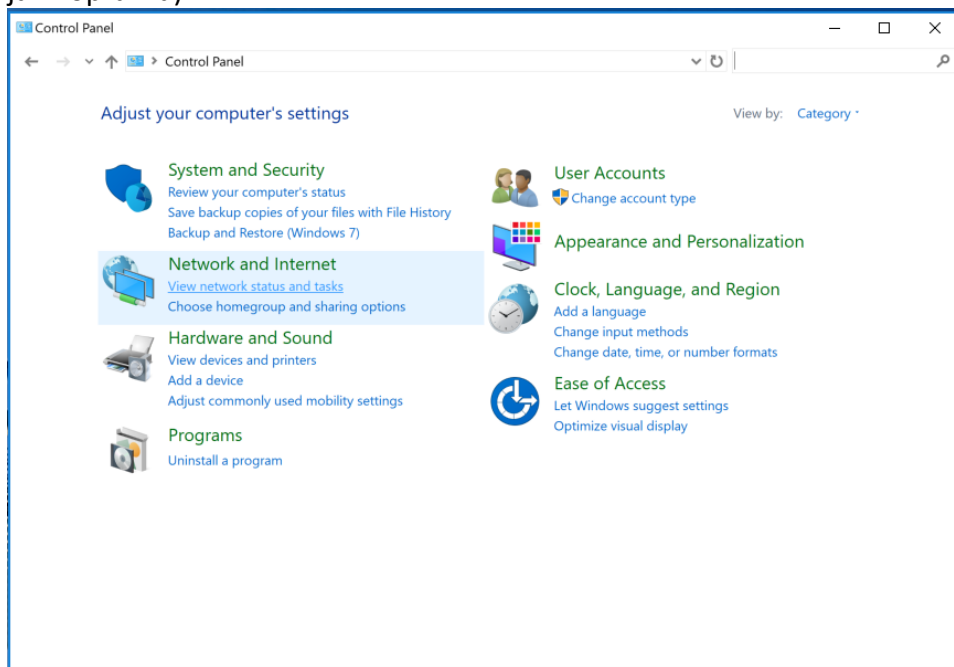 Control Panel
Control Panel
Adjust your computer's settings
View by: Category
System and Security
Review your computer's status
Save backup copies of your files with File History
Backup and Restore (Windows 7)
Network and Internet
View network status and tasks
Choose homegroup and sharing options
Hardware and Sound
View devices and printers
Add a device
Adjust commonly used mobility settings
Programs
Uninstall a program
User Accounts
Change account type
Appearance and Personalization
Clock, Language, and Region
Add a language
Change input methods
Change date, time, or number formats
Ease of Access
Let Windows suggest settings
Optimize visual display